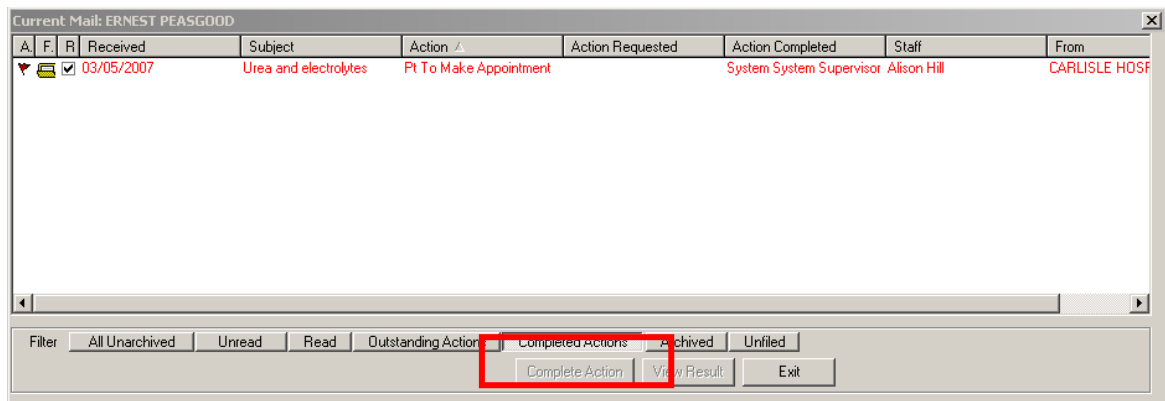 Current Mail: ERNEST PEASGOOD
A. F. R Received Subject Action Action Requested Action Completed Staff From
03/05/2007 Urea and electrolytes Pt To Make Appointment System System Supervisor Alison Hill CARLISLE HOSF
Filter All Unarchived Unread Read Outstanding Actions Completed Actions Archived Unfiled
Complete Action View Result Exit